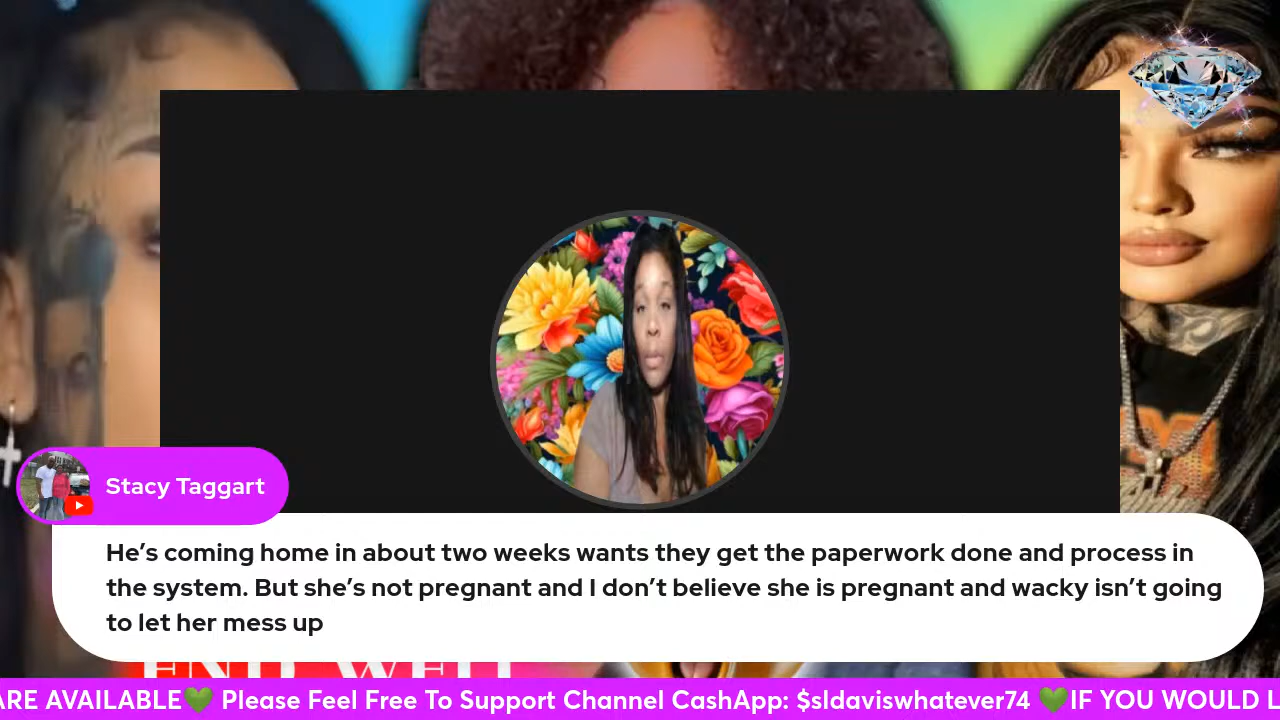 Stacy Taggart
He’s coming home in about two weeks wants they get the paperwork done and process in
the system. But she’s not pregnant and I don’t believe she is pregnant and wacky isn’t going
to let her mess up
END WELL
ARE AVAILABLE💚 Please Feel Free To Support Channel CashApp: $sldaviswhatever74 💚IF YOU WOULD L